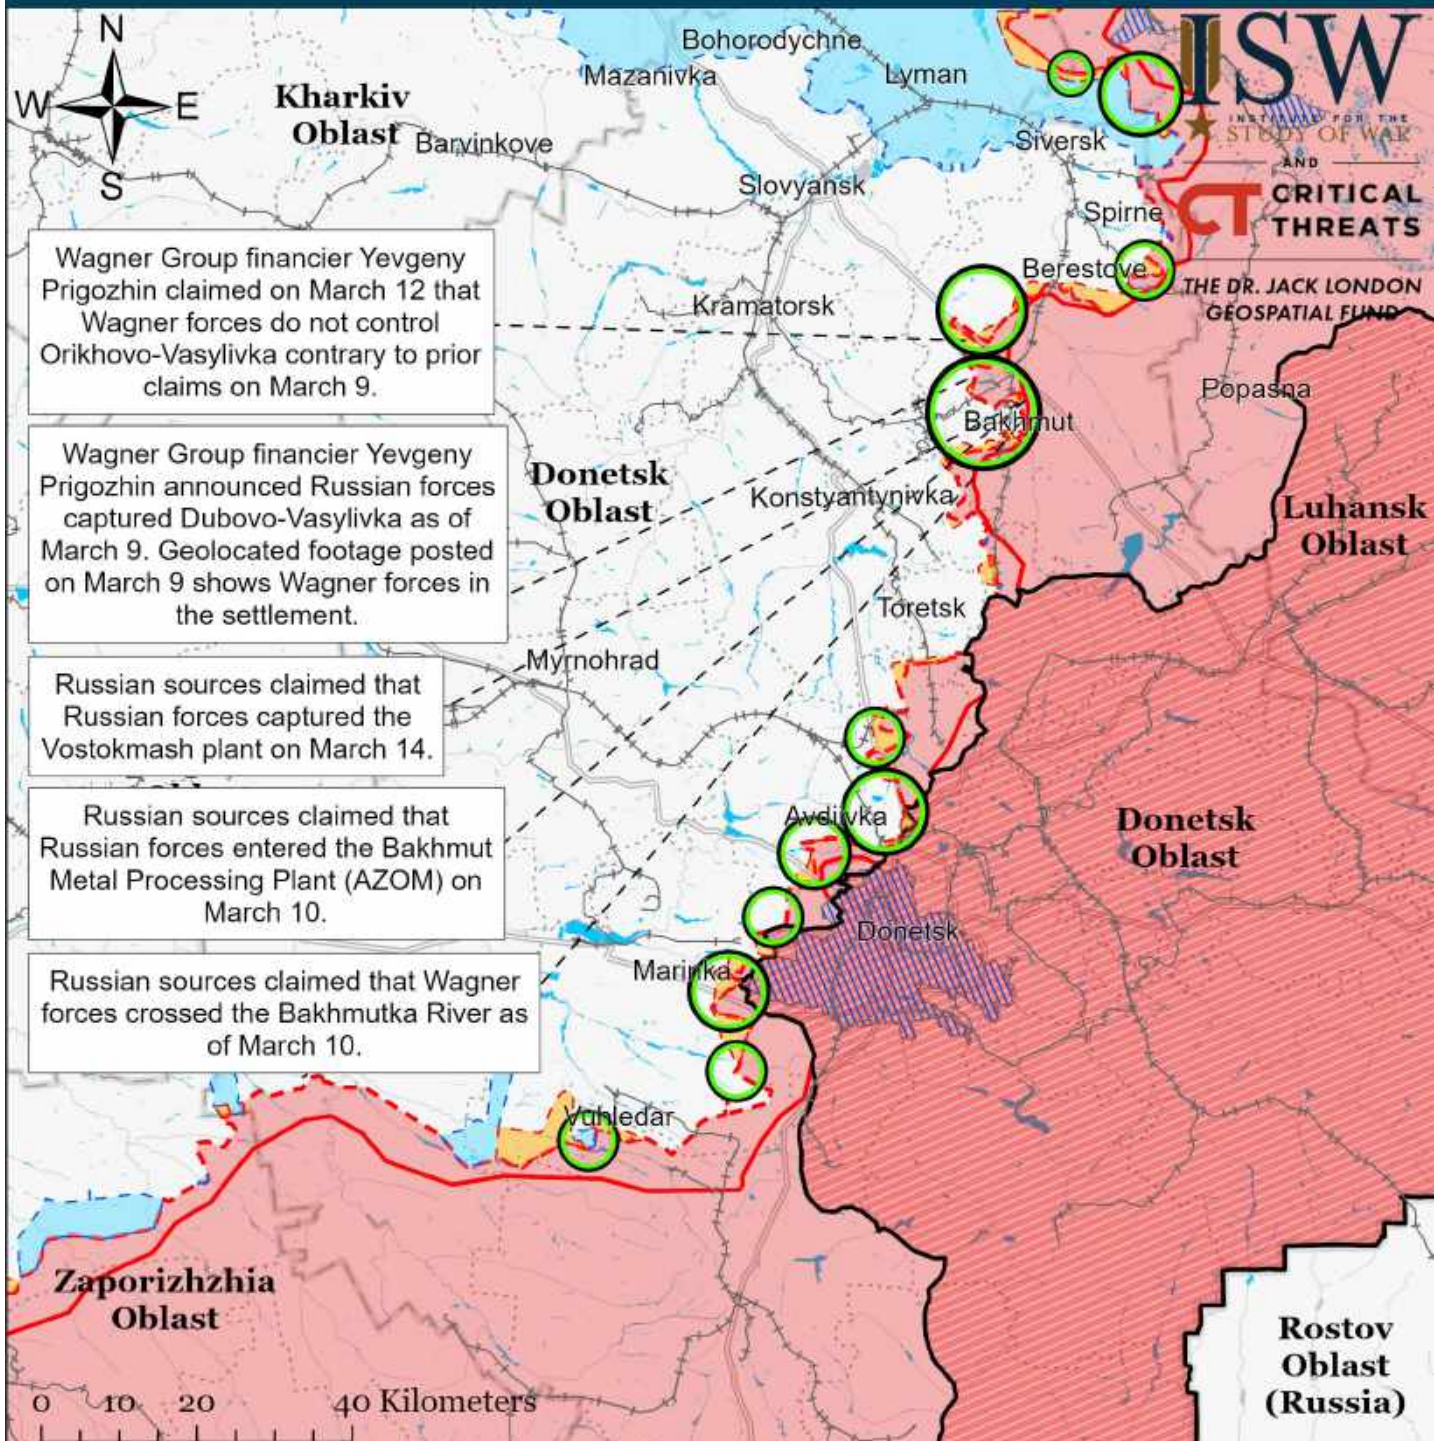 N
W
E
S
Kharkiv
Oblast
Bohorodychne
Mazanivka
Lyman
Barvinkove
Siversk
Slovyansk
Spirne
Berestove
Kramatorsk
ISW
INSTITUTE FOR THE
STUDY OF WAR
AND
CT CRITICAL
THREATS
THE DR. JACK LONDON
GEOSPATIAL FUND
Wagner Group financier Yevgeny
Prigozhin claimed on March 12 that
Wagner forces do not control
Orikhovo-Vasylivka contrary to prior
claims on March 9.
Popasna
Bakhmut
Wagner Group financier Yevgeny
Prigozhin announced Russian forces
captured Dubovo-Vasylivka as of
March 9. Geolocated footage posted
on March 9 shows Wagner forces in
the settlement.
Donetsk
Oblast
Konstyantynivka
Luhansk
Oblast
Toretsk
Myrnohrad
Russian sources claimed that
Russian forces captured the
Vostokmash plant on March 14.
Russian sources claimed that
Russian forces entered the Bakhmut
Metal Processing Plant (AZOM) on
March 10.
Avdiivka
Donetsk
Oblast
Donetsk
Marinka
Russian sources claimed that Wagner
forces crossed the Bakhmutka River as
of March 10.
Vuhledar
Zaporizhzhia
Oblast
Rostov
Oblast
(Russia)
0 10 20 40 Kilometers